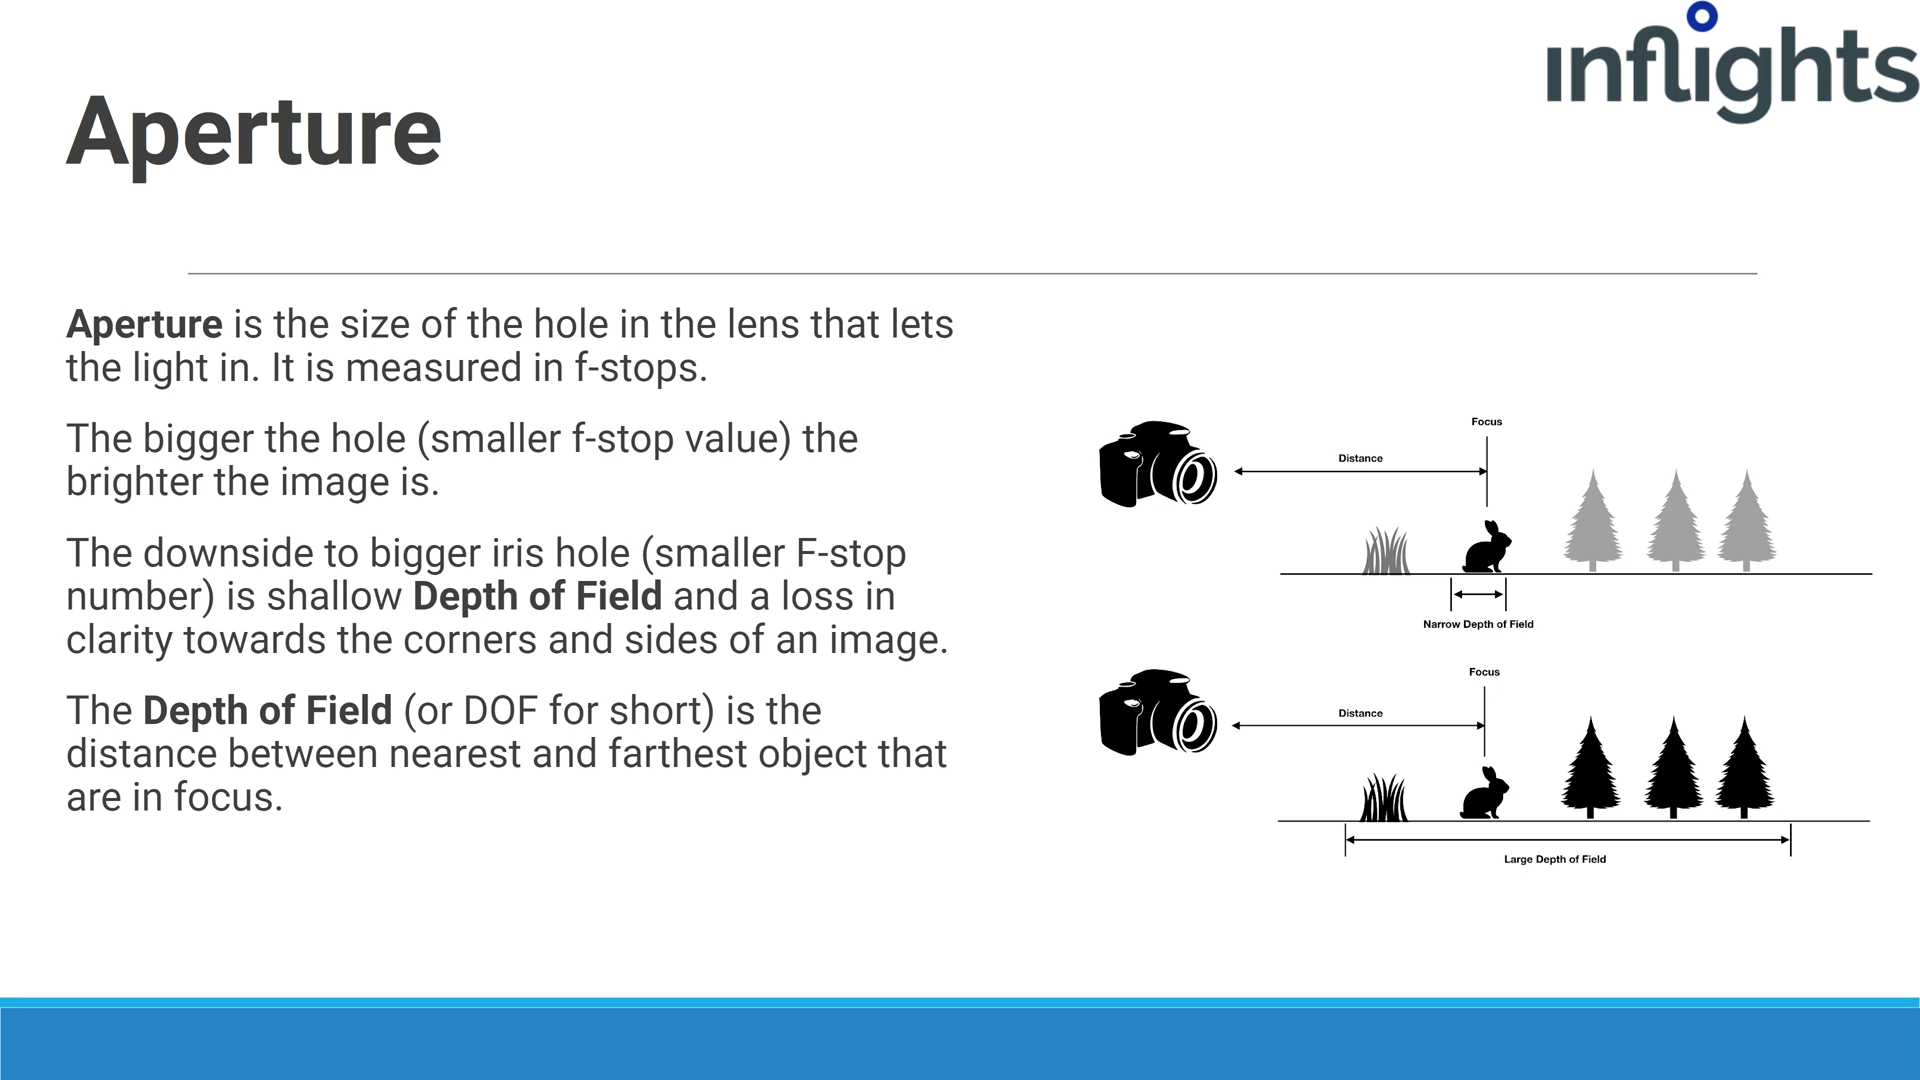 inflights
Aperture
Aperture is the size of the hole in the lens that lets
the light in. It is measured in f-stops.
The bigger the hole (smaller f-stop value) the
brighter the image is.
The downside to bigger iris hole (smaller F-stop
number) is shallow Depth of Field and a loss in
clarity towards the corners and sides of an image.
The Depth of Field (or DOF for short) is the
distance between nearest and farthest object that
are in focus.
Focus
Distance
Narrow Depth of Field
Focus
Distance
Large Depth of Field